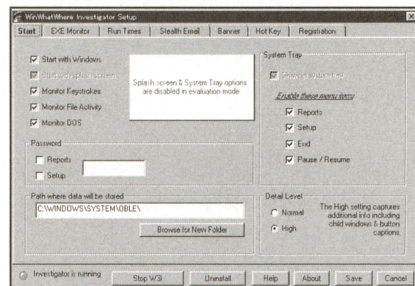 WinWhatWhere Investigator Setup
Start EXE Monitor Run Times Stealth Email Banner Hot Key Registration
Start with Windows
Start with splash screen
Monitor Keystrokes
Monitor File Activity
Monitor DOS
Splash screen & System Tray options are disabled in evaluation mode
System Tray
Enable these menu items
Reports
Setup
End
Pause / Resume
Password
Reports
Setup
Path where data will be stored
C:\WINDOWS\SYSTEM\OBLE\
Browse for New Folder
Detail Level
Normal
High
The High setting captures additional info including child windows & button captions.
Investigator is running
Stop W3i
Uninstall
Help
About
Save
Cancel